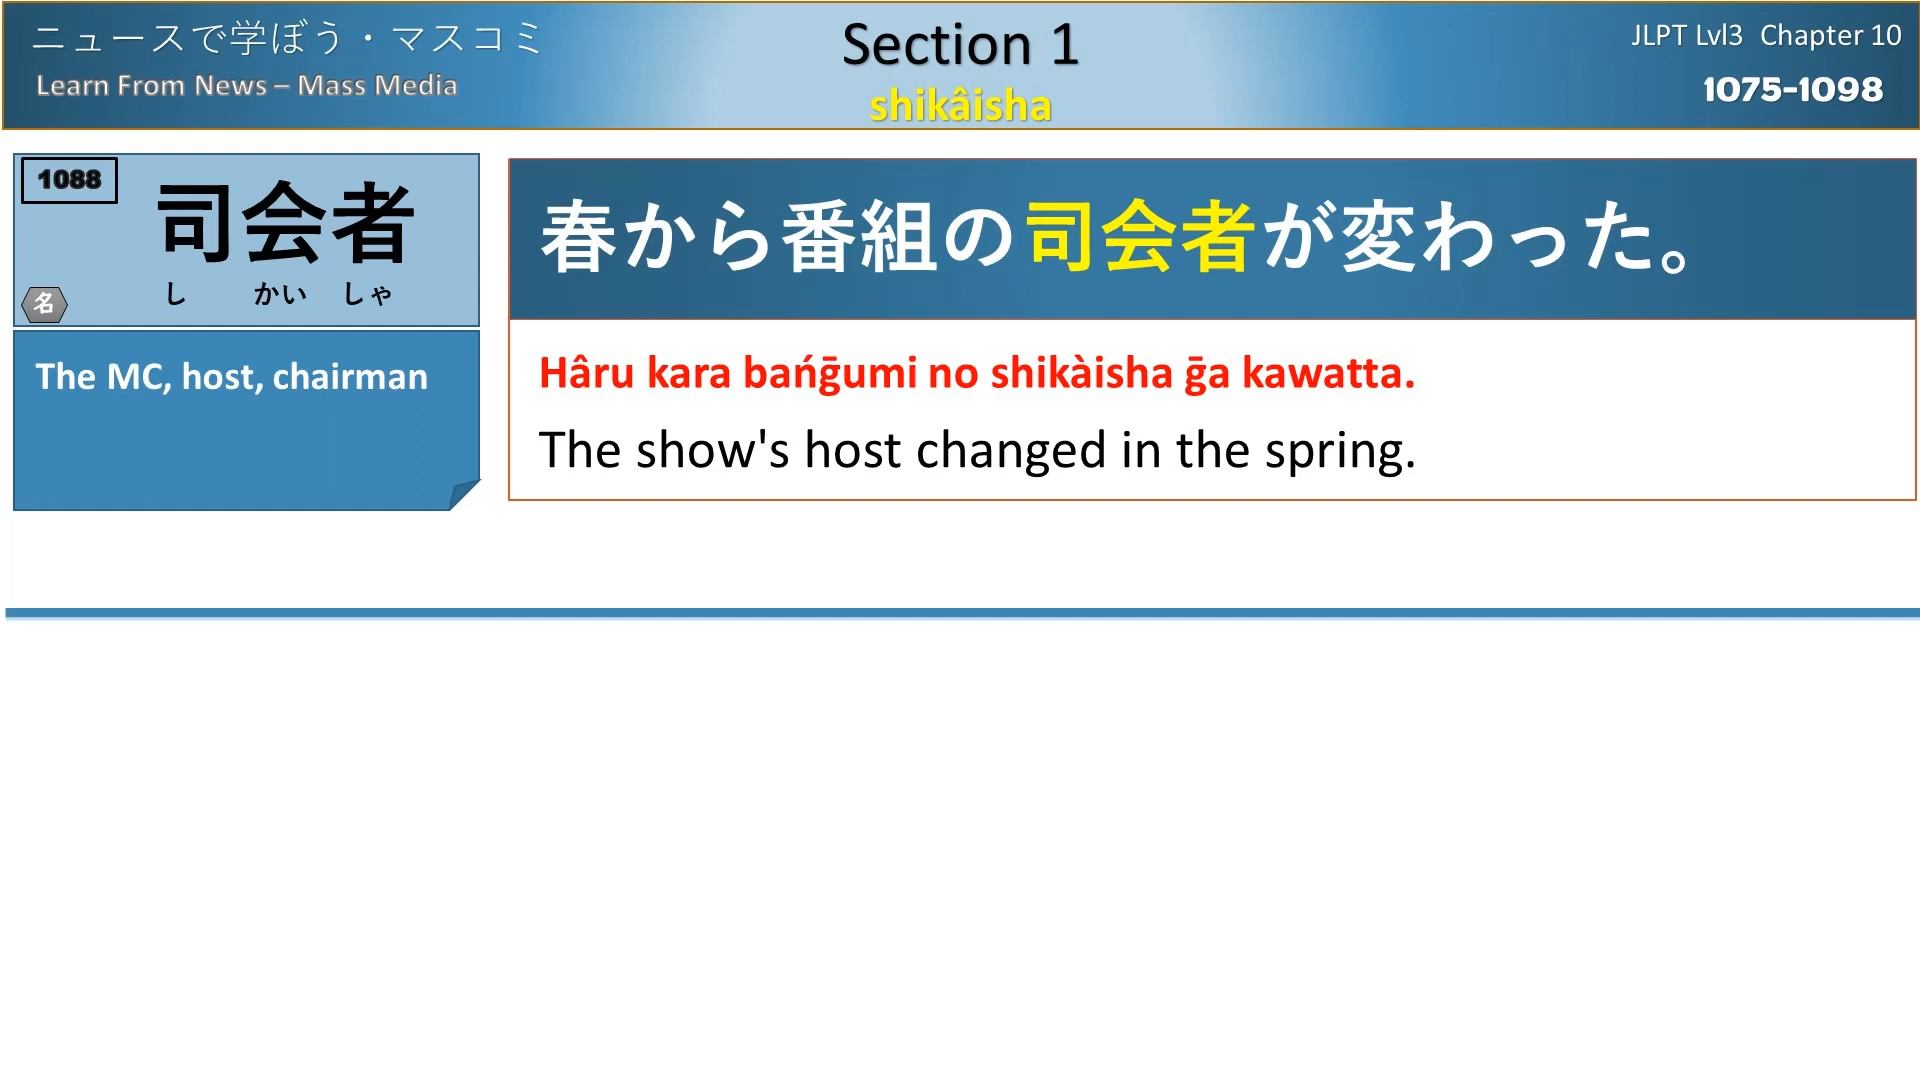 ニュースで学ぼう・マスコミ
Learn From News – Mass Media
Section 1
shikâisha
JLPT Lvl3 Chapter 10
1075-1098
1088
司会者
し かい しゃ
名
The MC, host, chairman
春から番組の司会者が変わった。
Hâru kara bańḡumi no shikàisha ḡa kawatta.
The show's host changed in the spring.